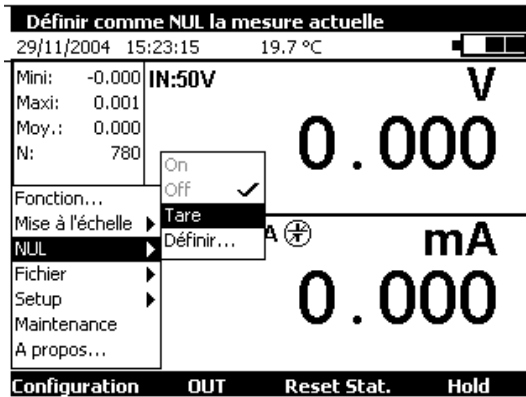 Définir comme NUL la mesure actuelle
29/11/2004 15:23:15 19.7 °C
Mini: -0.000
Maxi: 0.001
Moy.: 0.000
N: 780
IN:50V
V
0.000
On
Off
Tare
Définir...
Fonction...
Mise à l'échelle
NUL
Fichier
Setup
Maintenance
A propos...
A
mA
0.000
Configuration OUT Reset Stat. Hold